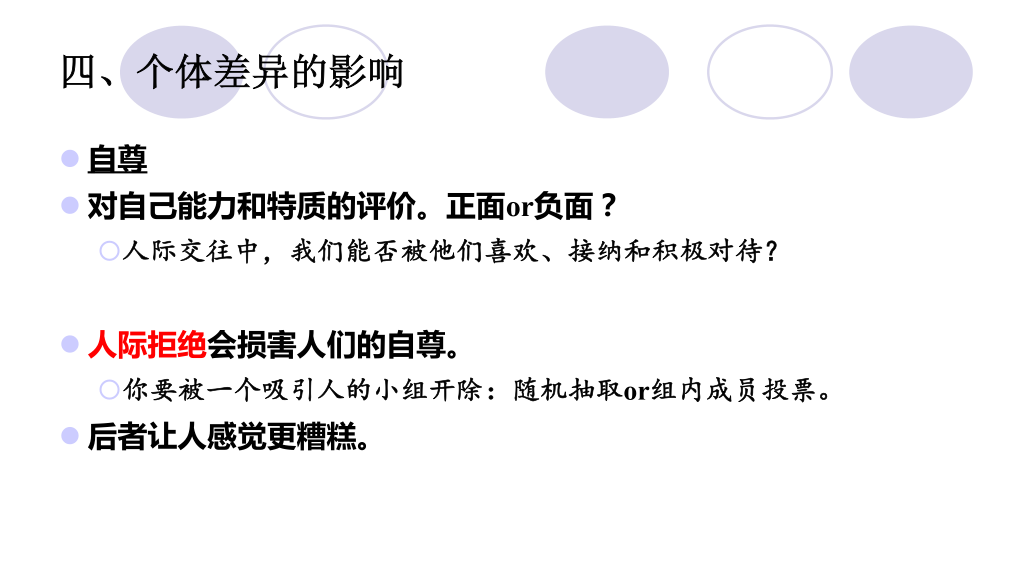 四、个体差异的影响
自尊
对自己能力和特质的评价。正面or负面？
人际交往中，我们能否被他们喜欢、接纳和积极对待？
人际拒绝会损害人们的自尊。
你要被一个吸引人的小组开除：随机抽取or组内成员投票。
后者让人感觉更糟糕。